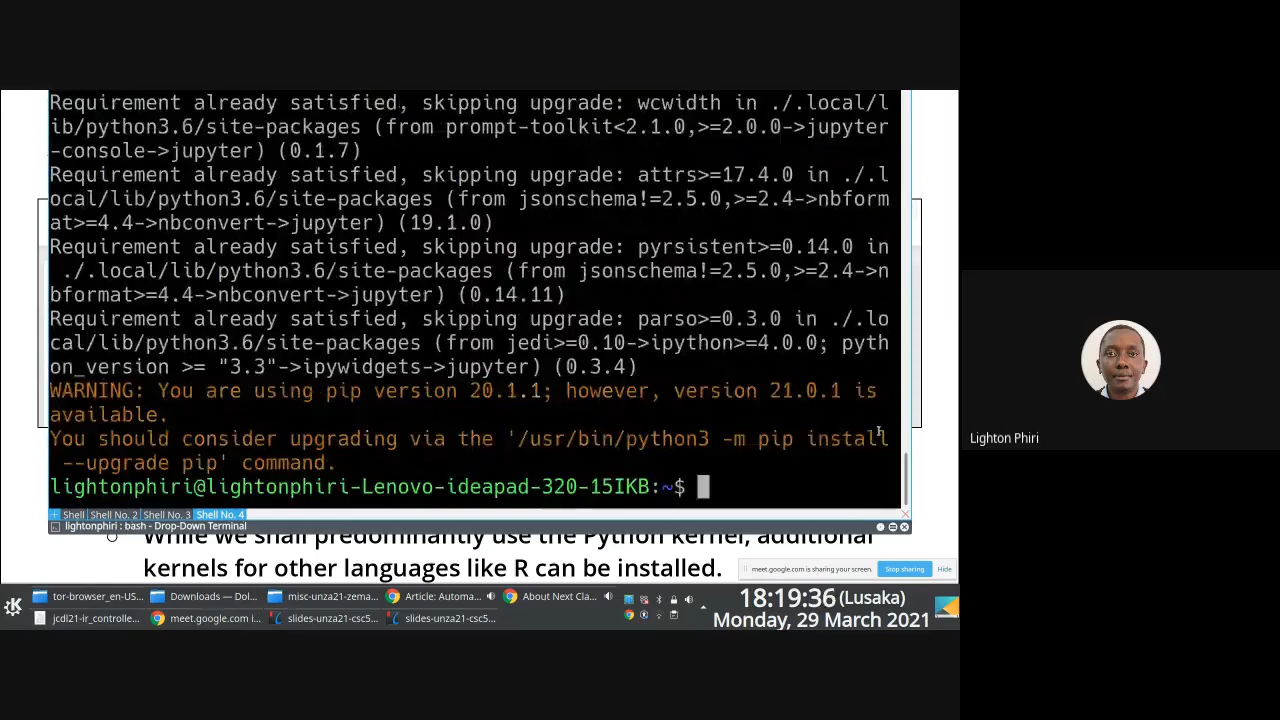 Requirement already satisfied, skipping upgrade: wcwidth in ./.local/l
ib/python3.6/site-packages (from prompt-toolkit<2.1.0,>=2.0.0->jupyter
-console->jupyter) (0.1.7)
Requirement already satisfied, skipping upgrade: attrs>=17.4.0 in ./.l
ocal/lib/python3.6/site-packages (from jsonschema!=2.5.0,>=2.4->nbform
at>=4.4->nbconvert->jupyter) (19.1.0)
Requirement already satisfied, skipping upgrade: pyrsistent>=0.14.0 in
./.local/lib/python3.6/site-packages (from jsonschema!=2.5.0,>=2.4->n
bformat>=4.4->nbconvert->jupyter) (0.14.11)
Requirement already satisfied, skipping upgrade: parso>=0.3.0 in ./.lo
cal/lib/python3.6/site-packages (from jedi>=0.10->ipython>=4.0.0; pyth
on_version >= "3.3"->ipywidgets->jupyter) (0.3.4)
WARNING: You are using pip version 20.1.1; however, version 21.0.1 is
available.
You should consider upgrading via the '/usr/bin/python3 -m pip install
--upgrade pip' command.
lightonphiri@lightonphiri-Lenovo-ideapad-320-15IKB:~$
Shell Shell No. 2 Shell No. 3 Shell No. 4
lightonphiri : bash - Drop-Down Terminal
While we shall predominantly use the Python kernel, additional
kernels for other languages like R can be installed.
meet.google.com is sharing your screen. Stop sharing Hide
tor-browser_en-US... Downloads — Dol... misc-unza21-zema... Article: Automa... About Next Cla...
jcdl21-ir_controlle... meet.google.com i... slides-unza21-csc5... slides-unza21-csc5...
18:19:36 (Lusaka)
Monday, 29 March 2021
Lighton Phiri